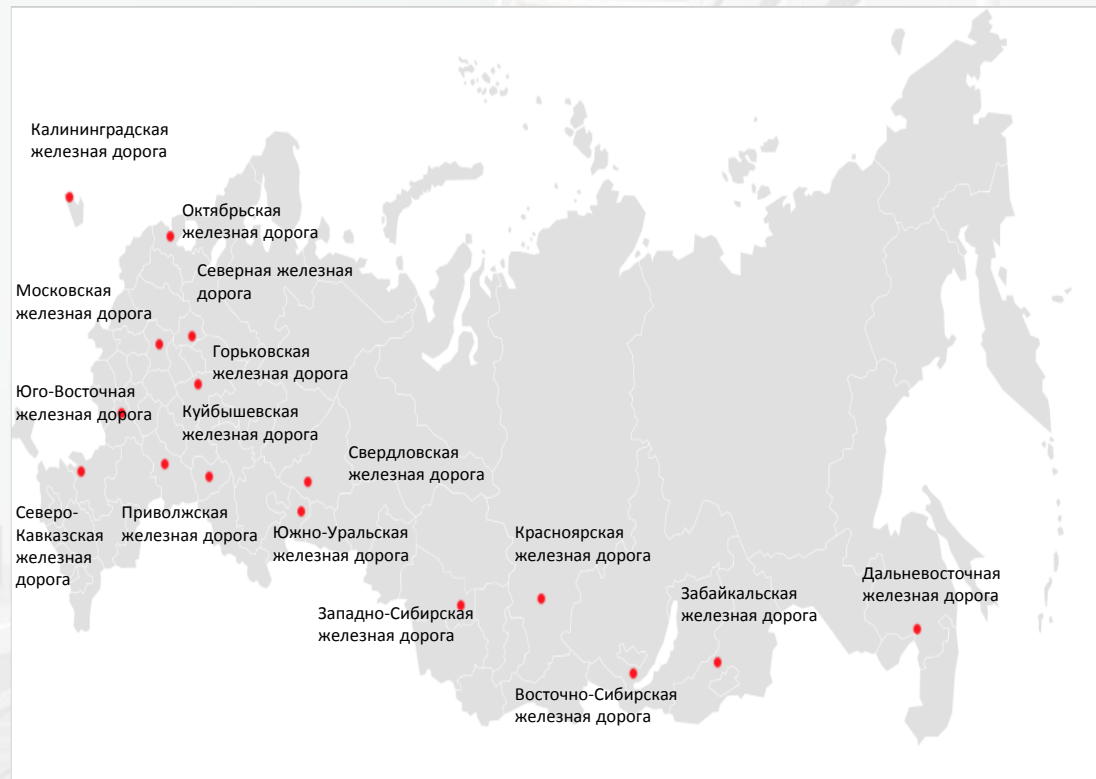 Калининградская
железная дорога
Октябрьская
железная дорога
Северная железная
дорога
Московская
железная дорога
Горьковская
железная дорога
Юго-Восточная
железная дорога
Куйбышевская
железная дорога
Свердловская
железная дорога
Северо-
Кавказская
железная
дорога
Приволжская
железная дорога
Южно-Уральская
железная дорога
Красноярская
железная дорога
Западно-Сибирская
железная дорога
Забайкальская
железная дорога
Дальневосточная
железная дорога
Восточно-Сибирская
железная дорога